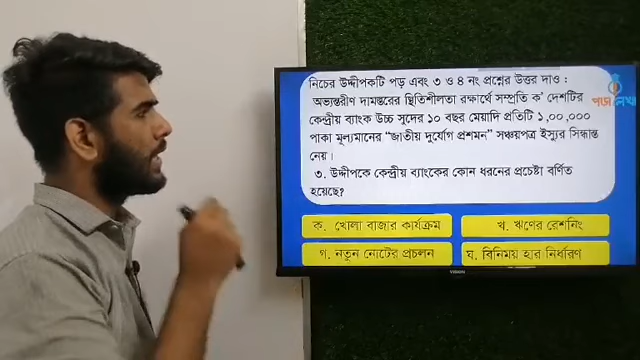 নিচের উদ্দীপকটি পড় এবং ৩ ও ৪ নং প্রশ্নের উত্তর দাও :
অভ্যন্তরীণ দামস্তরের স্থিতিশীলতা রক্ষার্থে সম্প্রতি ক' দেশটির
কেন্দ্রীয় ব্যাংক উচ্চ সুদের ১০ বছর মেয়াদি প্রতিটি ১,০০,০০০
পাকা মূল্যমানের "জাতীয় দুর্যোগ প্রশমন" সঞ্চয়পত্র ইস্যুর সিদ্ধান্ত
নেয়।
৩. উদ্দীপকে কেন্দ্রীয় ব্যাংকের কোন ধরনের প্রচেষ্টা বর্ণিত
হয়েছে?
ক. খোলা বাজার কার্যক্রম
খ. ঋণের রেশনিং
গ. নতুন নোটের প্রচলন
ঘ. বিনিময় হার নির্ধারণ
VISION